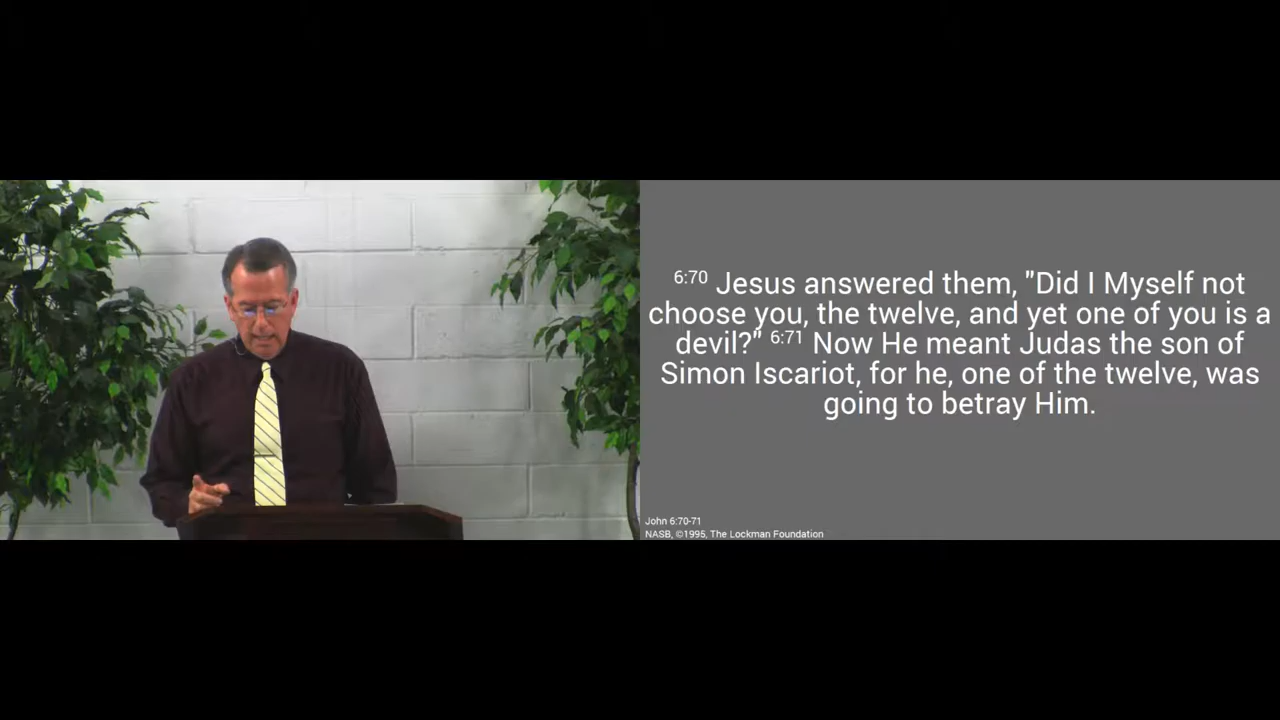 6:70 Jesus answered them, "Did I Myself not
choose you, the twelve, and yet one of you is a
devil?" 6:71 Now He meant Judas the son of
Simon Iscariot, for he, one of the twelve, was
going to betray Him.
John 6:70-71
NASB, ©1995, The Lockman Foundation